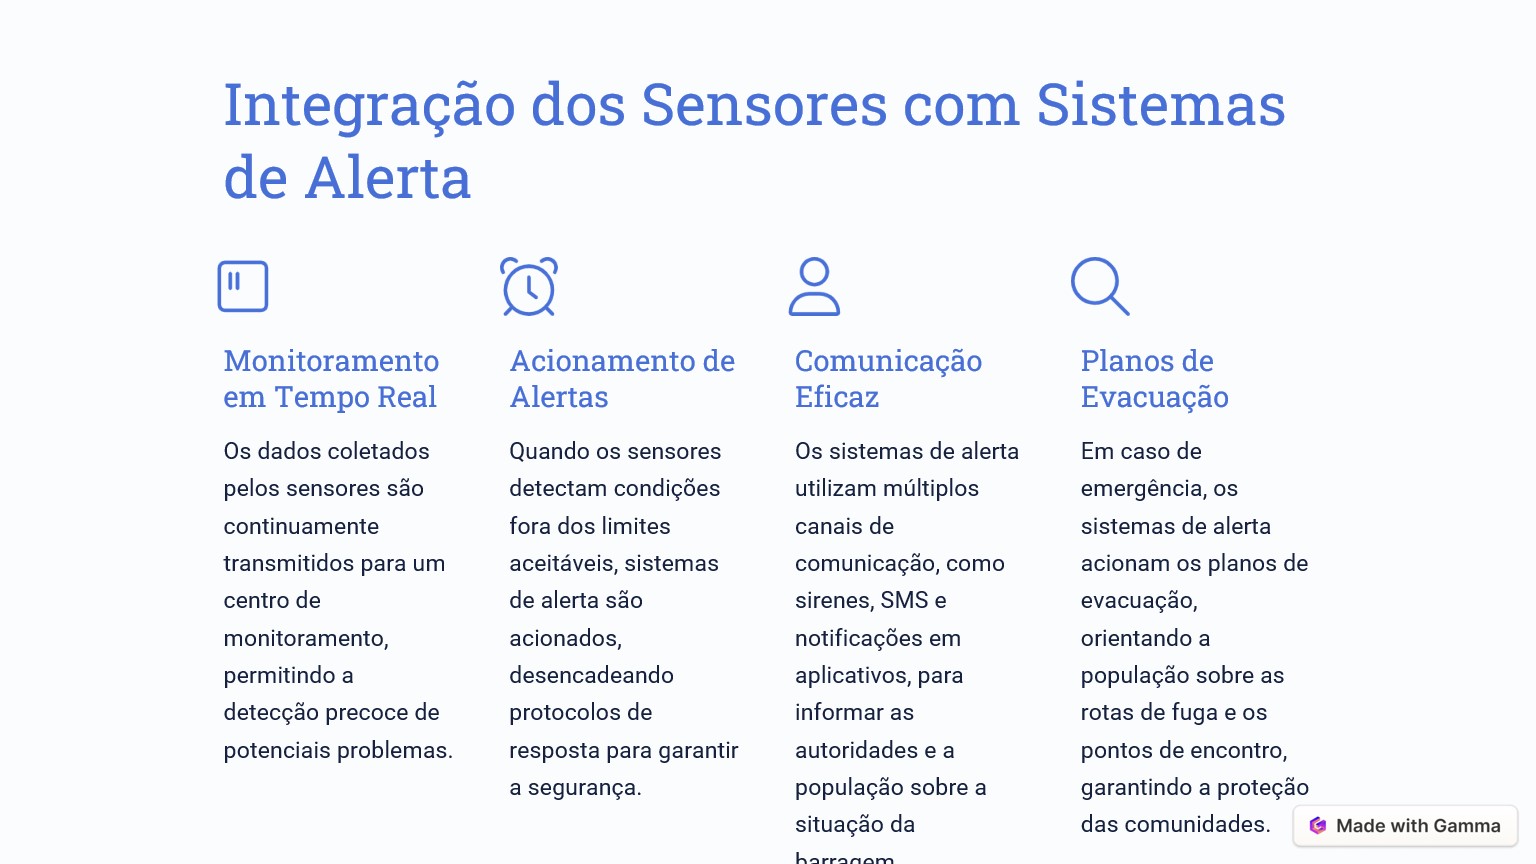 Integração dos Sensores com Sistemas
de Alerta
Monitoramento
em Tempo Real
Os dados coletados
pelos sensores são
continuamente
transmitidos para um
centro de
monitoramento,
permitindo a
detecção precoce de
potenciais problemas.
Acionamento de
Alertas
Quando os sensores
detectam condições
fora dos limites
aceitáveis, sistemas
de alerta são
acionados,
desencadeando
protocolos de
resposta para garantir
a segurança.
Comunicação
Eficaz
Os sistemas de alerta
utilizam múltiplos
canais de
comunicação, como
sirenes, SMS e
notificações em
aplicativos, para
informar as
autoridades e a
população sobre a
situação da
barragem
Planos de
Evacuação
Em caso de
emergência, os
sistemas de alerta
acionam os planos de
evacuação,
orientando a
população sobre as
rotas de fuga e os
pontos de encontro,
garantindo a proteção
das comunidades.
Made with Gamma